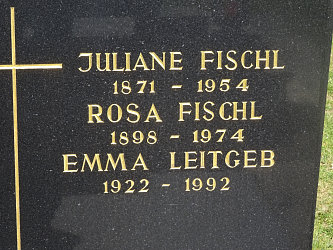 JULIANE FISCHL
1871 - 1954
ROSA FISCHL
1898 - 1974
EMMA LEITGEB
1922 - 1992